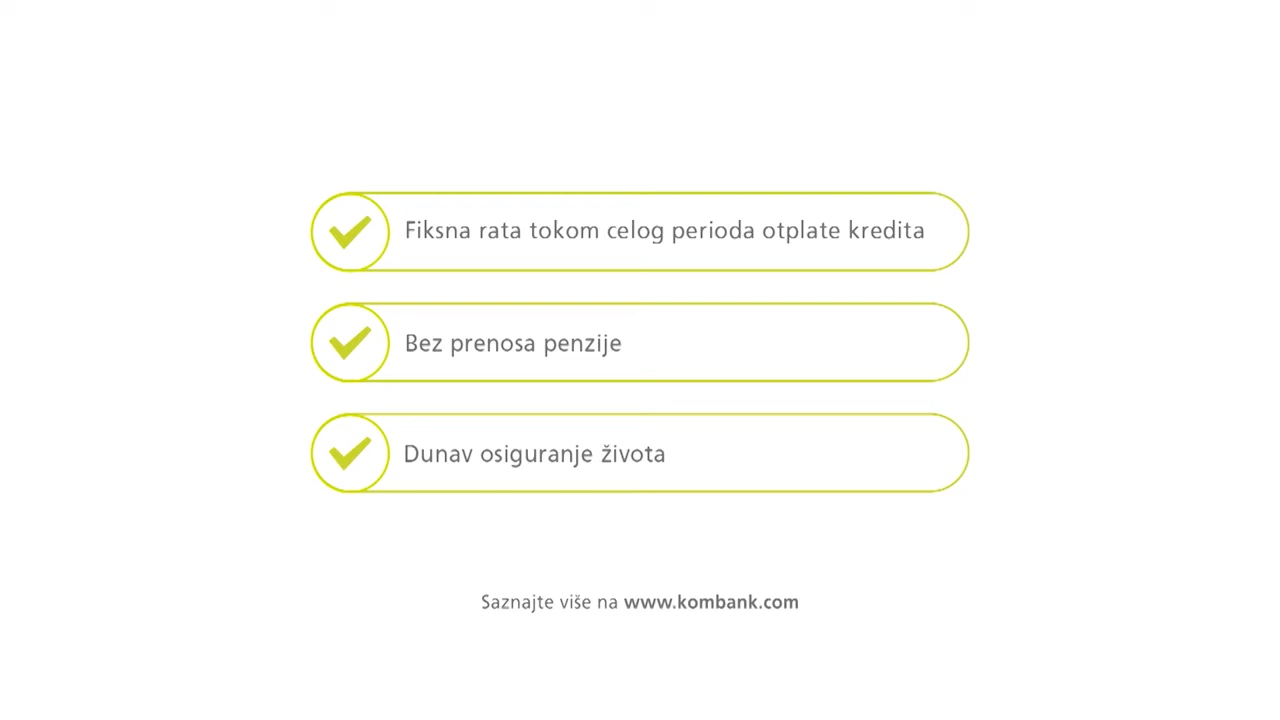 Fiksna rata tokom celog perioda otplate kredita
Bez prenosa penzije
Dunav osiguranje života
Saznajte više na www.kombank.com